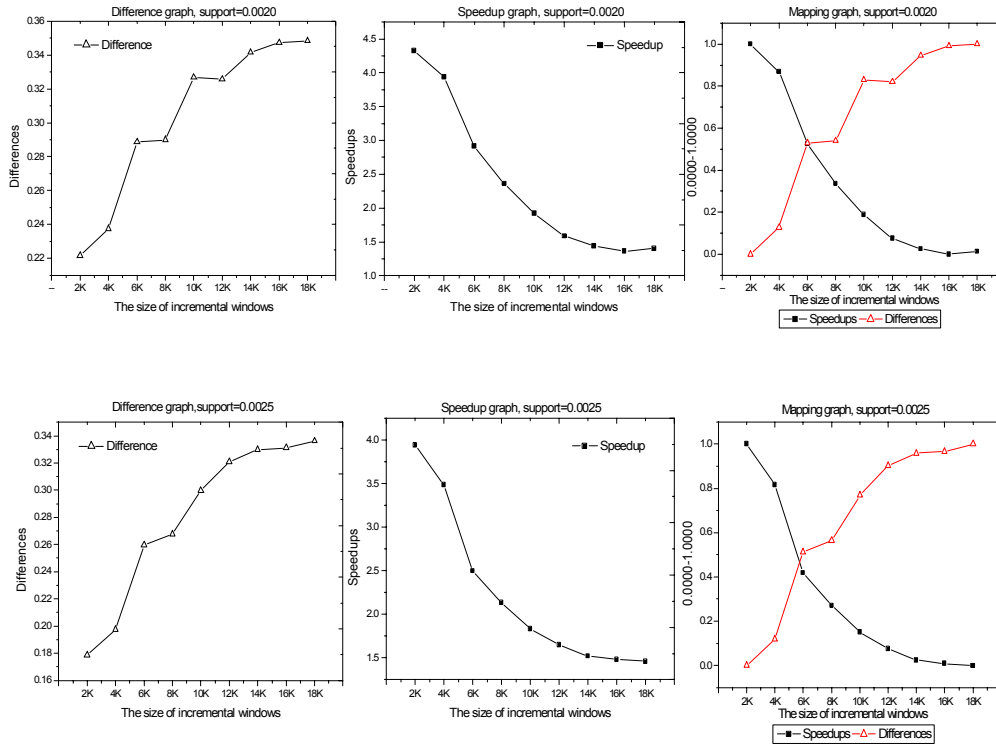 Difference graph, support=0.0020
Difference
0.36
0.34
0.32
0.30
0.28
0.26
0.24
0.22
Differences
-- 2K 4K 6K 8K 10K 12K 14K 16K 18K
The size of incremental windows
Speedup graph, support=0.0020
Speedup
4.5
4.0
3.5
3.0
2.5
2.0
1.5
1.0
Speedups
-- 2K 4K 6K 8K 10K 12K 14K 16K 18K
The size of incremental windows
Mapping graph, support=0.0020
1.0
0.8
0.6
0.4
0.2
0.0
0.0000-1.0000
-- 2K 4K 6K 8K 10K 12K 14K 16K 18K
The size of incremental windows
Speedups Differences
Difference graph,support=0.0025
Difference
0.34
0.32
0.30
0.28
0.26
0.24
0.22
0.20
0.18
0.16
Differences
2K 4K 6K 8K 10K 12K 14K 16K 18K
The size of incremental windows
Speedup graph, support=0.0025
Speedup
4.0
3.5
3.0
2.5
2.0
1.5
Speedups
2K 4K 6K 8K 10K 12K 14K 16K 18K
The size of incremental windows
Mapping graph, support=0.0025
1.0
0.8
0.6
0.4
0.2
0.0
0.0000-1.0000
2K 4K 6K 8K 10K 12K 14K 16K 18K
The size of incremental windows
Speedups Differences